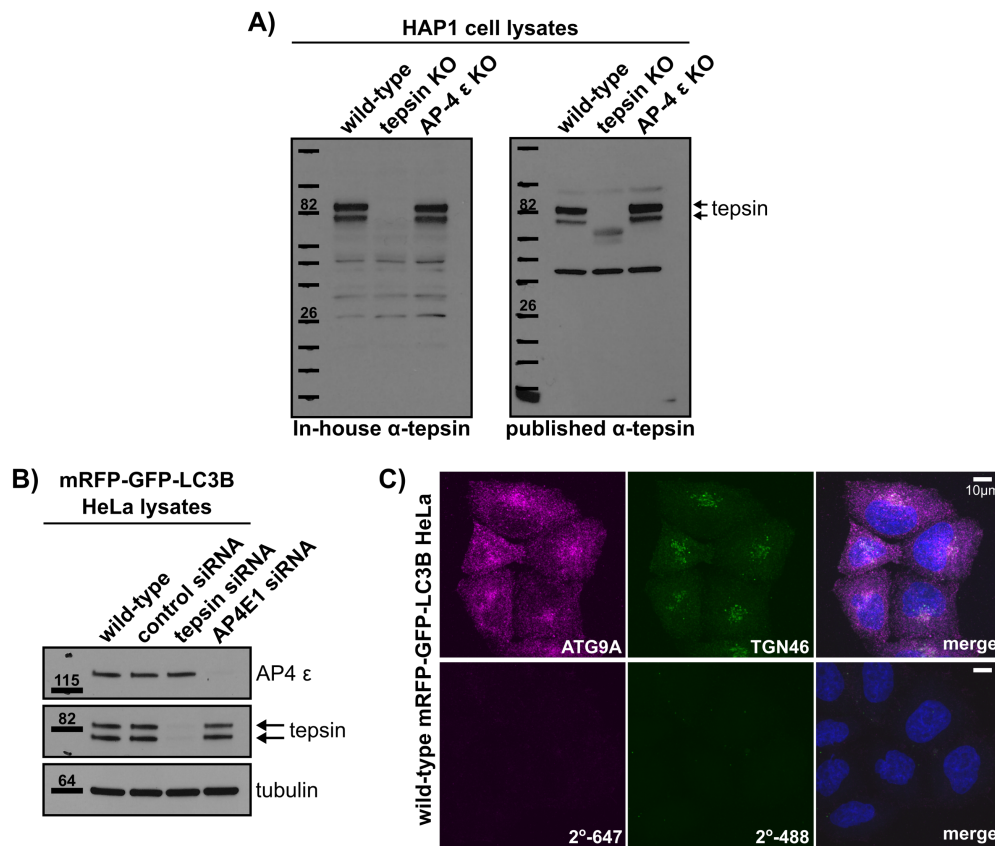 A)
HAP1 cell lysates
wild-type
tepsin KO
AP-4 ε KO
wild-type
tepsin KO
AP-4 ε KO
82
26
82
26
tepsin
In-house α-tepsin
published α-tepsin
B)
mRFP-GFP-LC3B
HeLa lysates
wild-type
control siRNA
tepsin siRNA
AP4E1 siRNA
115
AP4 ε
82
tepsin
64
tubulin
C)
wild-type mRFP-GFP-LC3B HeLa
10µm
ATG9A
TGN46
merge
2°-647
2°-488
merge